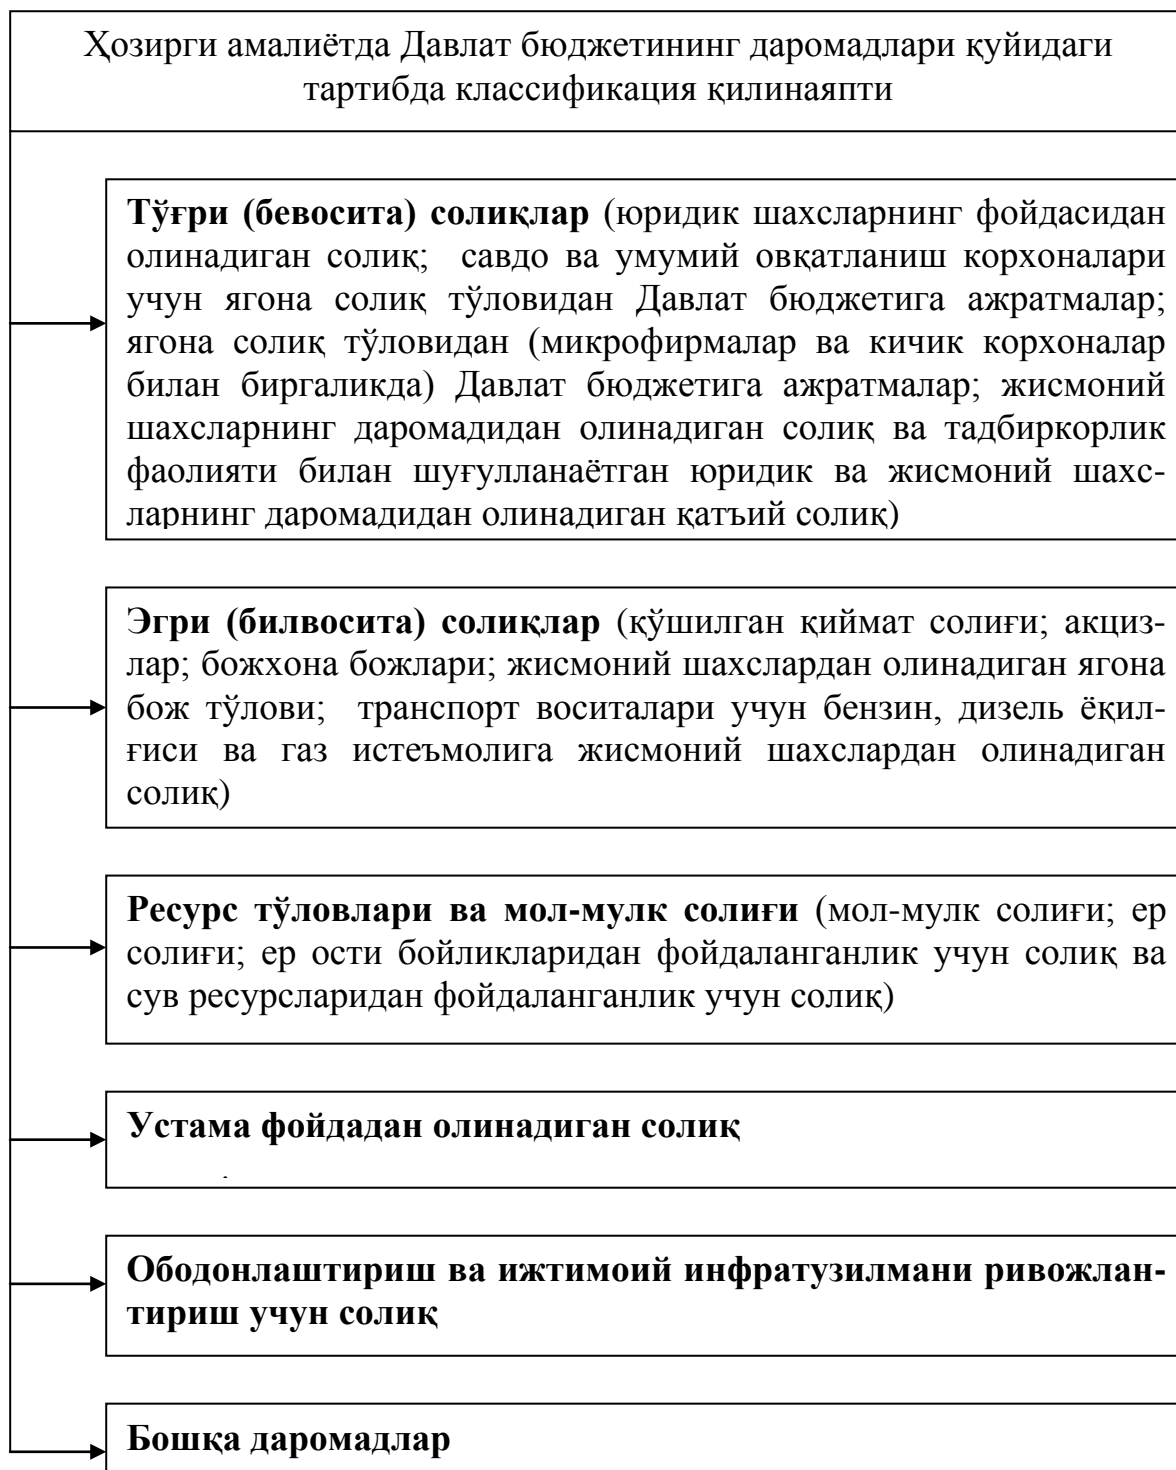 Ҳозирги амалиётда Давлат бюджетининг даромадлари қуйидаги
тартибда классификация қилинаяпти
Тўғри (бевосита) солиқлар (юридик шахсларнинг фойдасидан
олинадиган солиқ; савдо ва умумий овқатланиш корхоналари
учун ягона солиқ тўловидан Давлат бюджетига ажратмалар;
ягона солиқ тўловидан (микрофирмалар ва кичик корхоналар
билан биргаликда) Давлат бюджетига ажратмалар; жисмоний
шахсларнинг даромадидан олинадиган солиқ ва тадбиркорлик
фаолияти билан шуғулланаётган юридик ва жисмоний шахс-
ларнинг даромадидан олинадиган қатъий солиқ)
Эгри (билвосита) солиқлар (қўшилган қиймат солиғи; акциз-
лар; божхона божлари; жисмоний шахслардан олинадиган ягона
бож тўлови; транспорт воситалари учун бензин, дизель ёқил-
ғиси ва газ истеъмолига жисмоний шахслардан олинадиган
солиқ)
Ресурс тўловлари ва мол-мулк солиғи (мол-мулк солиғи; ер
солиғи; ер ости бойликларидан фойдаланганлик учун солиқ ва
сув ресурсларидан фойдаланганлик учун солиқ)
Устама фойдадан олинадиган солиқ
Ободонлаштириш ва ижтимоий инфратузилмани ривожлан-
тириш учун солиқ
Бошқа даромадлар